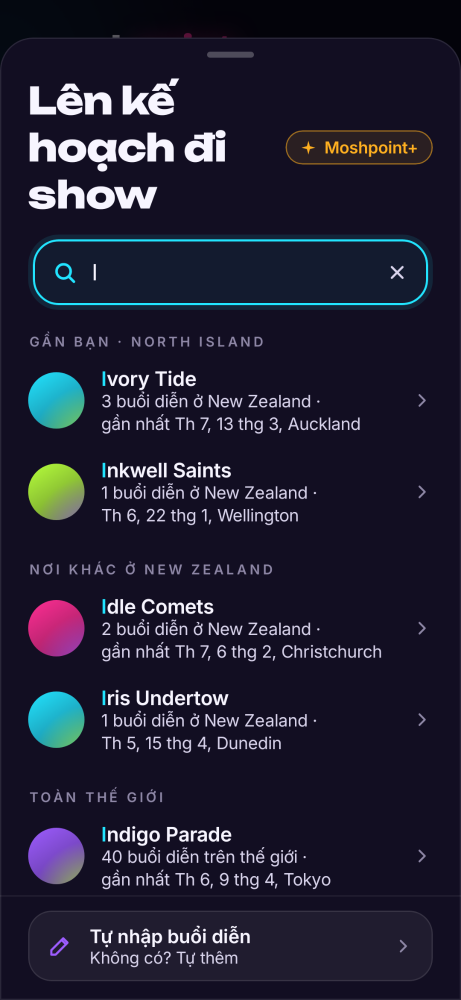 Lên kế
hoạch đi
show
Moshpoint+
I
GẦN BẠN · NORTH ISLAND
Ivory Tide
3 buổi diễn ở New Zealand ·
gần nhất Th 7, 13 thg 3, Auckland
Inkwell Saints
1 buổi diễn ở New Zealand ·
Th 6, 22 thg 1, Wellington
NƠI KHÁC Ở NEW ZEALAND
Idle Comets
2 buổi diễn ở New Zealand ·
gần nhất Th 7, 6 thg 2, Christchurch
Iris Undertow
1 buổi diễn ở New Zealand ·
Th 5, 15 thg 4, Dunedin
TOÀN THẾ GIỚI
Indigo Parade
40 buổi diễn trên thế giới ·
gần nhất Th 6, 9 thg 4, Tokyo
Tự nhập buổi diễn
Không có? Tự thêm